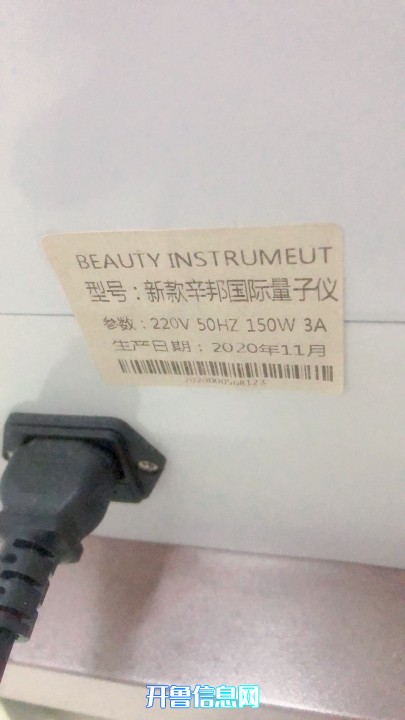 BEAUTY INSTRUMEUT
型号：新款辛邦国际量子仪
参数：220V 50HZ 150W 3A
生产日期：2020年11月
开鲁信息网